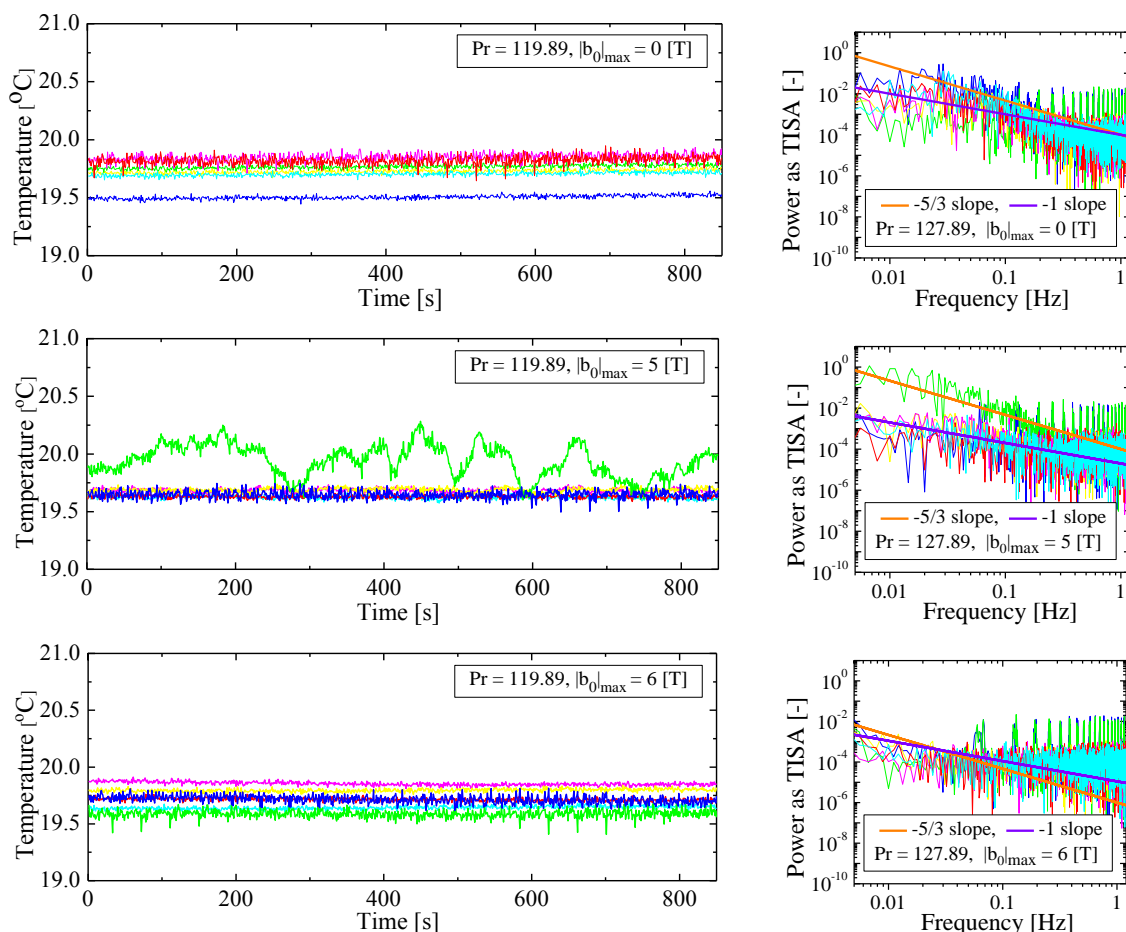 21.0
20.5
20.0
19.5
19.0
Temperature [°C]
Pr = 119.89, |b0|max = 0 [T]
0 200 400 600 800
Time [s]
10^0
10^-2
10^-4
10^-6
10^-8
10^-10
Power as TISA [-]
-5/3 slope, -1 slope
Pr = 127.89, |b0|max = 0 [T]
0.01 0.1 1
Frequency [Hz]
21.0
20.5
20.0
19.5
19.0
Temperature [°C]
Pr = 119.89, |b0|max = 5 [T]
0 200 400 600 800
Time [s]
10^0
10^-2
10^-4
10^-6
10^-8
10^-10
Power as TISA [-]
-5/3 slope, -1 slope
Pr = 127.89, |b0|max = 5 [T]
0.01 0.1 1
Frequency [Hz]
21.0
20.5
20.0
19.5
19.0
Temperature [°C]
Pr = 119.89, |b0|max = 6 [T]
0 200 400 600 800
Time [s]
10^0
10^-2
10^-4
10^-6
10^-8
10^-10
Power as TISA [-]
-5/3 slope, -1 slope
Pr = 127.89, |b0|max = 6 [T]
0.01 0.1 1
Frequency [Hz]